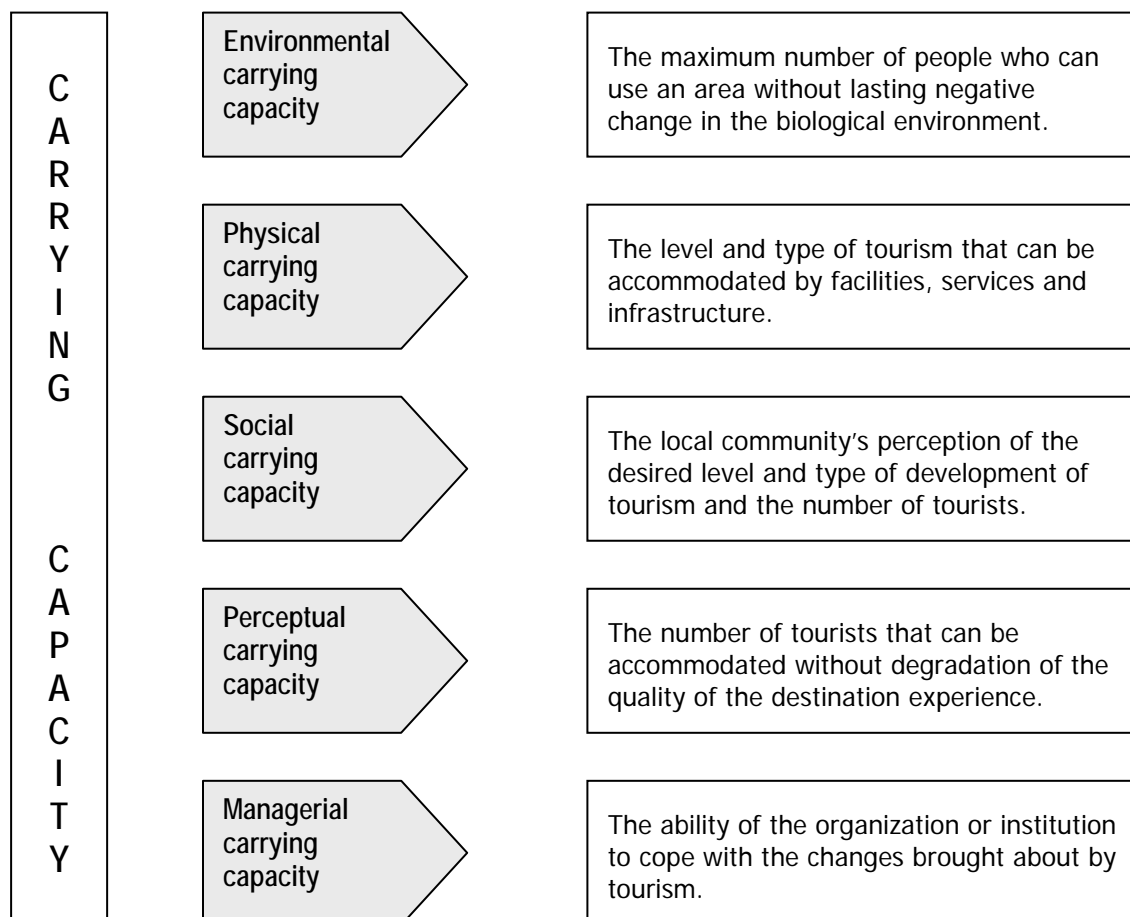 CARRYING
CAPACITY
Environmental
carrying
capacity
The maximum number of people who can
use an area without lasting negative
change in the biological environment.
Physical
carrying
capacity
The level and type of tourism that can be
accommodated by facilities, services and
infrastructure.
Social
carrying
capacity
The local community's perception of the
desired level and type of development of
tourism and the number of tourists.
Perceptual
carrying
capacity
The number of tourists that can be
accommodated without degradation of the
quality of the destination experience.
Managerial
carrying
capacity
The ability of the organization or institution
to cope with the changes brought about by
tourism.